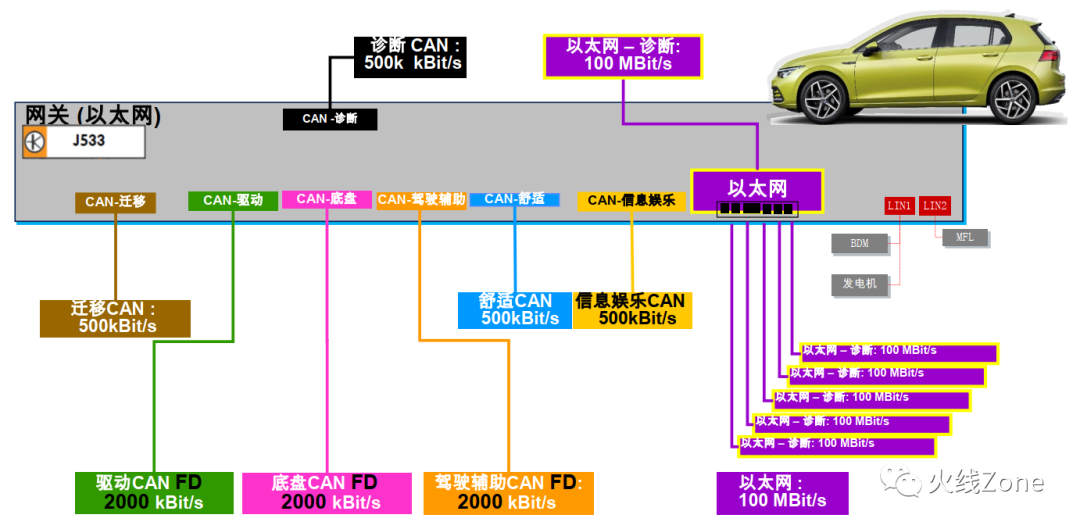 诊断 CAN：
500k kBit/s
以太网 – 诊断:
100 MBit/s
网关 (以太网)
J533
CAN -诊断
CAN-迁移
CAN-驱动
CAN-底盘
CAN-驾驶辅助
CAN-舒适
CAN-信息娱乐
以太网
LIN1
LIN2
BDM
MFL
发电机
迁移CAN：
500kBit/s
舒适CAN
500kBit/s
信息娱乐CAN
500kBit/s
以太网 – 诊断: 100 MBit/s
以太网 – 诊断: 100 MBit/s
以太网 – 诊断: 100 MBit/s
以太网 – 诊断: 100 MBit/s
以太网 – 诊断: 100 MBit/s
驱动CAN FD
2000 kBit/s
底盘CAN FD
2000 kBit/s
驾驶辅助CAN FD:
2000 kBit/s
以太网：
100 MBit/s
火线Zone